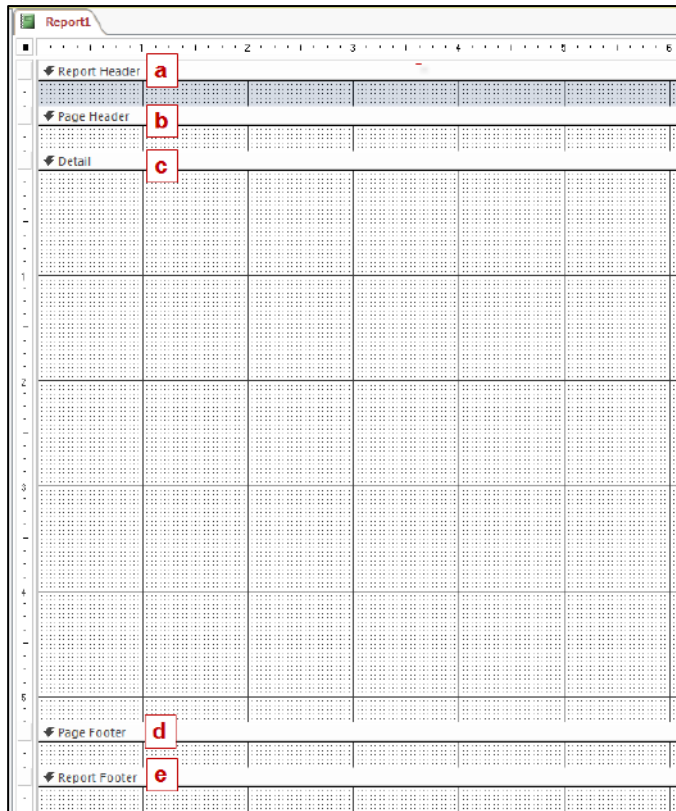 Report1
1 2 3 4 5 6
Report Header a
Page Header b
Detail c
1
2
3
4
5
Page Footer d
Report Footer e